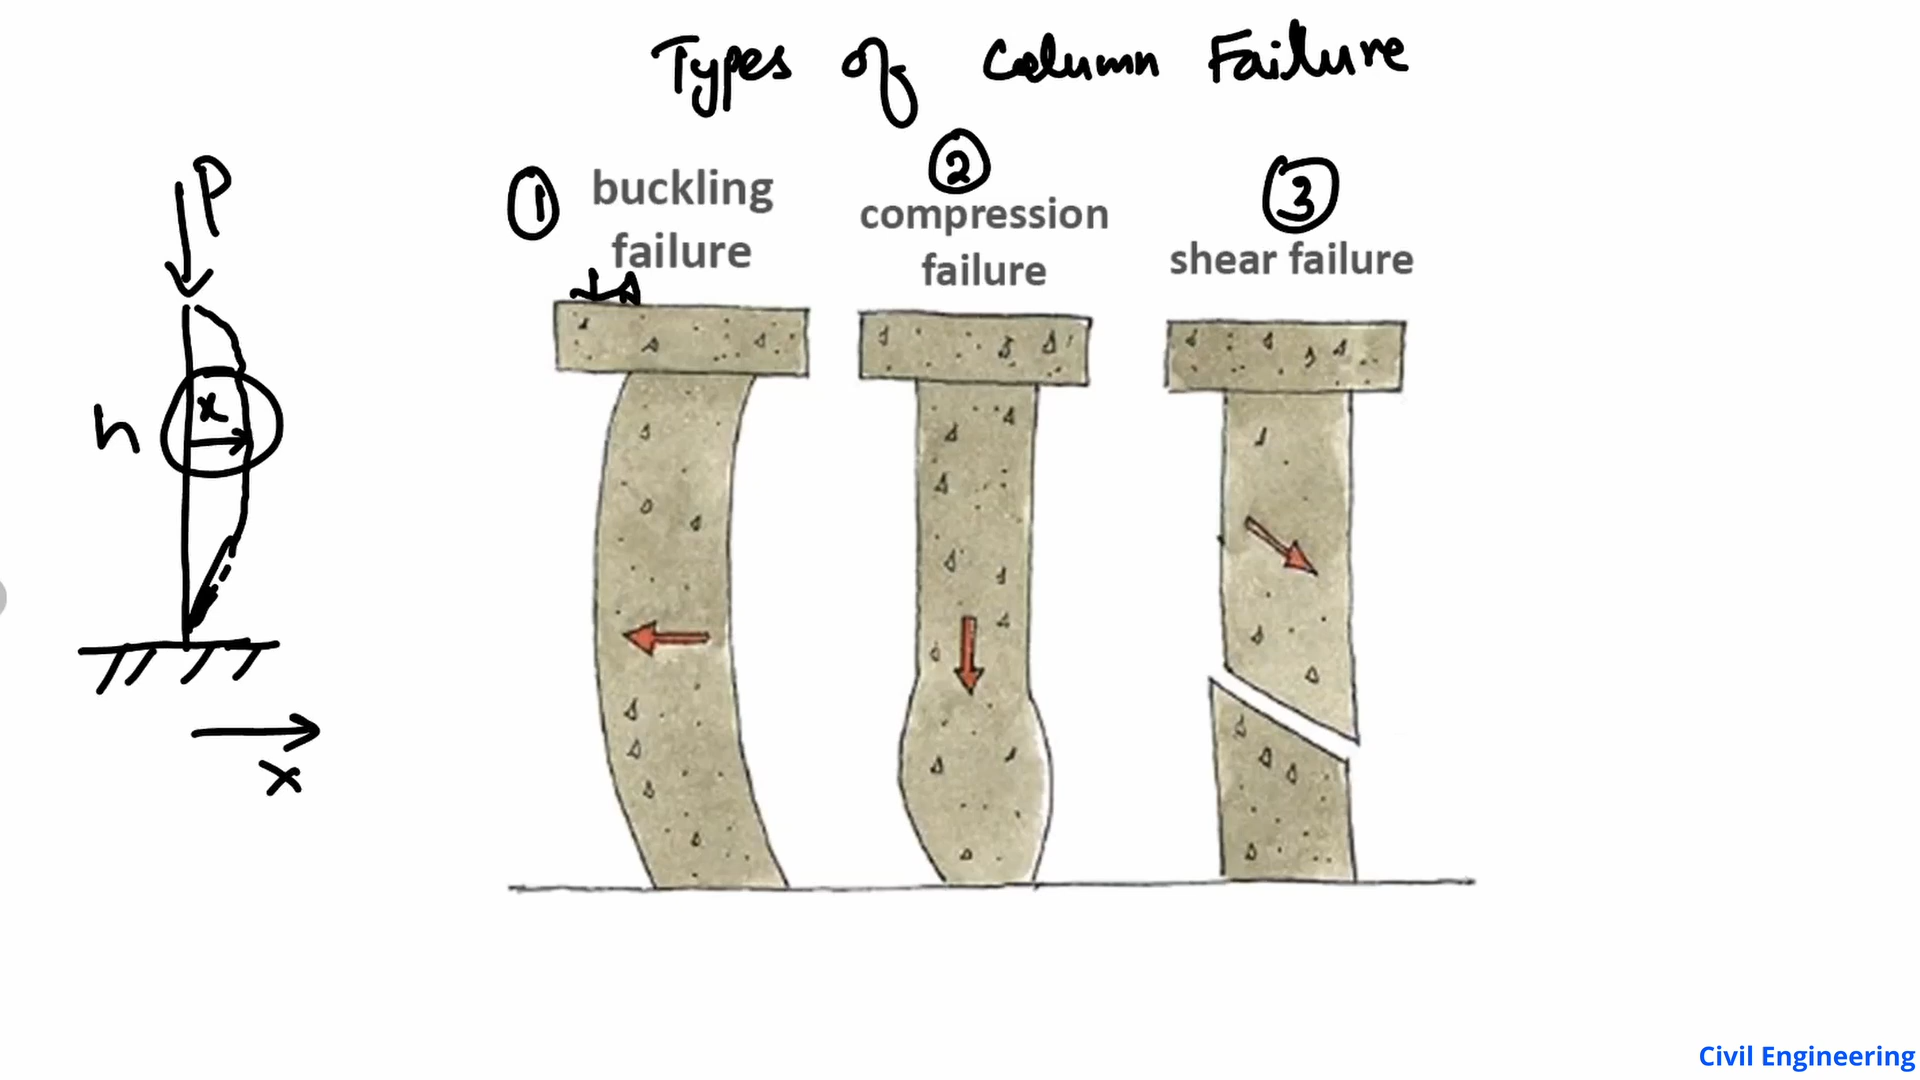 Types of Column Failure
① buckling
failure
②
compression
failure
③
shear failure
P
h
x
x
Civil Engineering